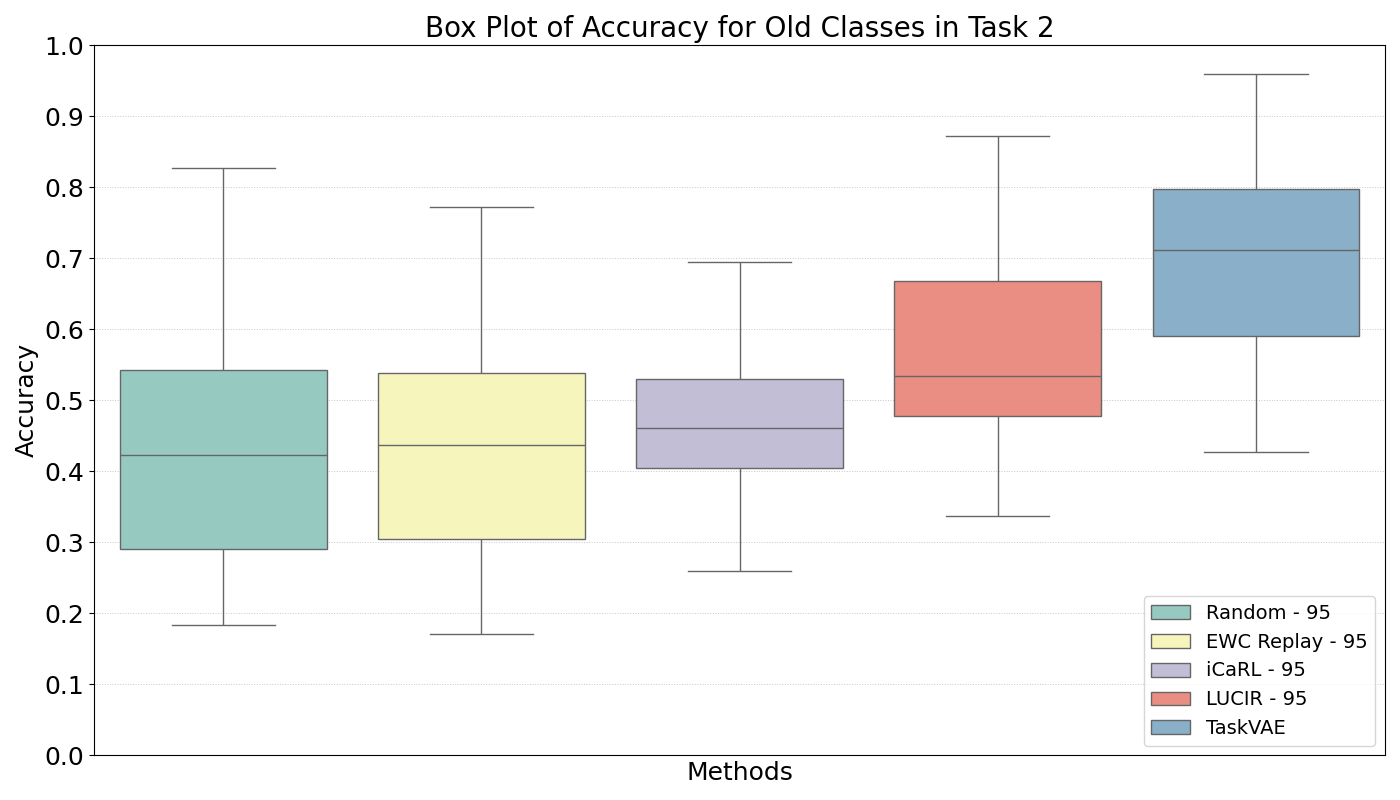 Box Plot of Accuracy for Old Classes in Task 2
1.0
0.9
0.8
0.7
0.6
0.5
0.4
0.3
0.2
0.1
0.0
Accuracy
Methods
Random - 95
EWC Replay - 95
iCaRL - 95
LUCIR - 95
TaskVAE